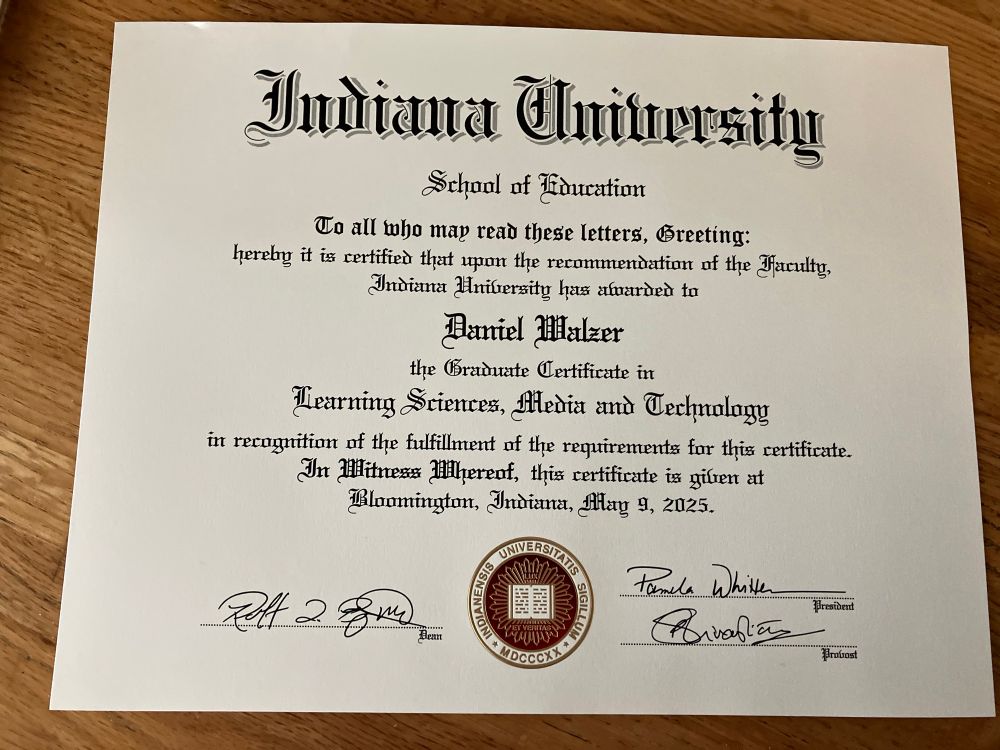 Indiana University
School of Education
To all who may read these letters, Greeting:
hereby it is certified that upon the recommendation of the Faculty,
Indiana University has awarded to
Daniel Walzer
the Graduate Certificate in
Learning Sciences, Media and Technology
in recognition of the fulfillment of the requirements for this certificate.
In Witness Whereof, this certificate is given at
Bloomington, Indiana, May 9, 2025.
INDIANENSIS UNIVERSITATIS SIGILLUM
LUX
ET VERITAS
MDCCCXX
Dean
Pamela Whitten
President
Provost